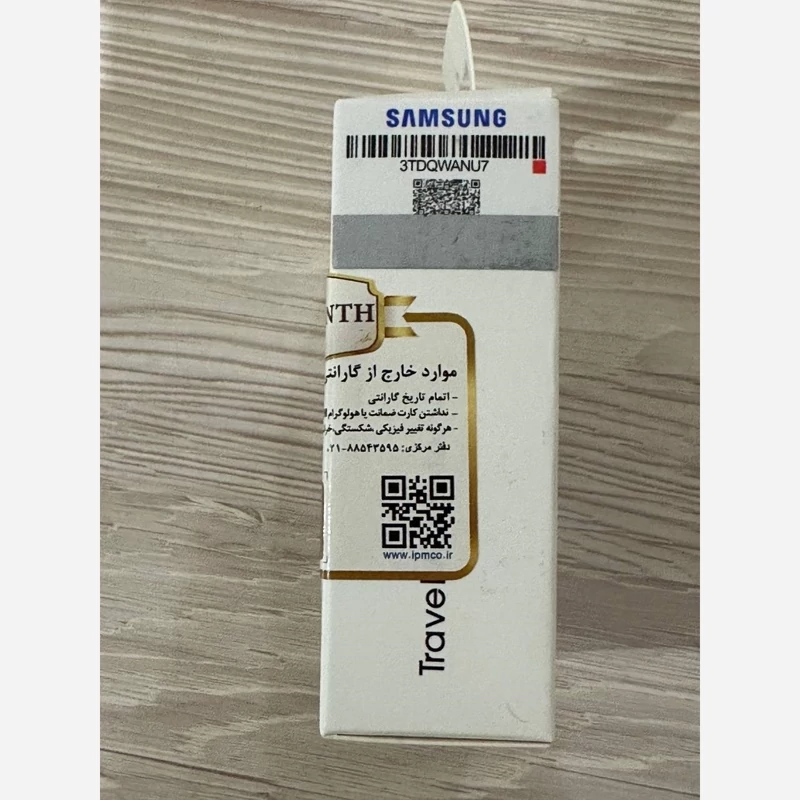 SAMSUNG
3TDQWANU7
NTH
موارد خارج از گارانتی
- اتمام تاریخ گارانتی
- نداشتن کارت ضمانت یا هولوگرام
- هرگونه تغییر فیزیکی ،شکستگی،
دفتر مرکزی: ۸۸۵۴۳۵۹۵-۰۲۱
www.ipmco.ir
Travel